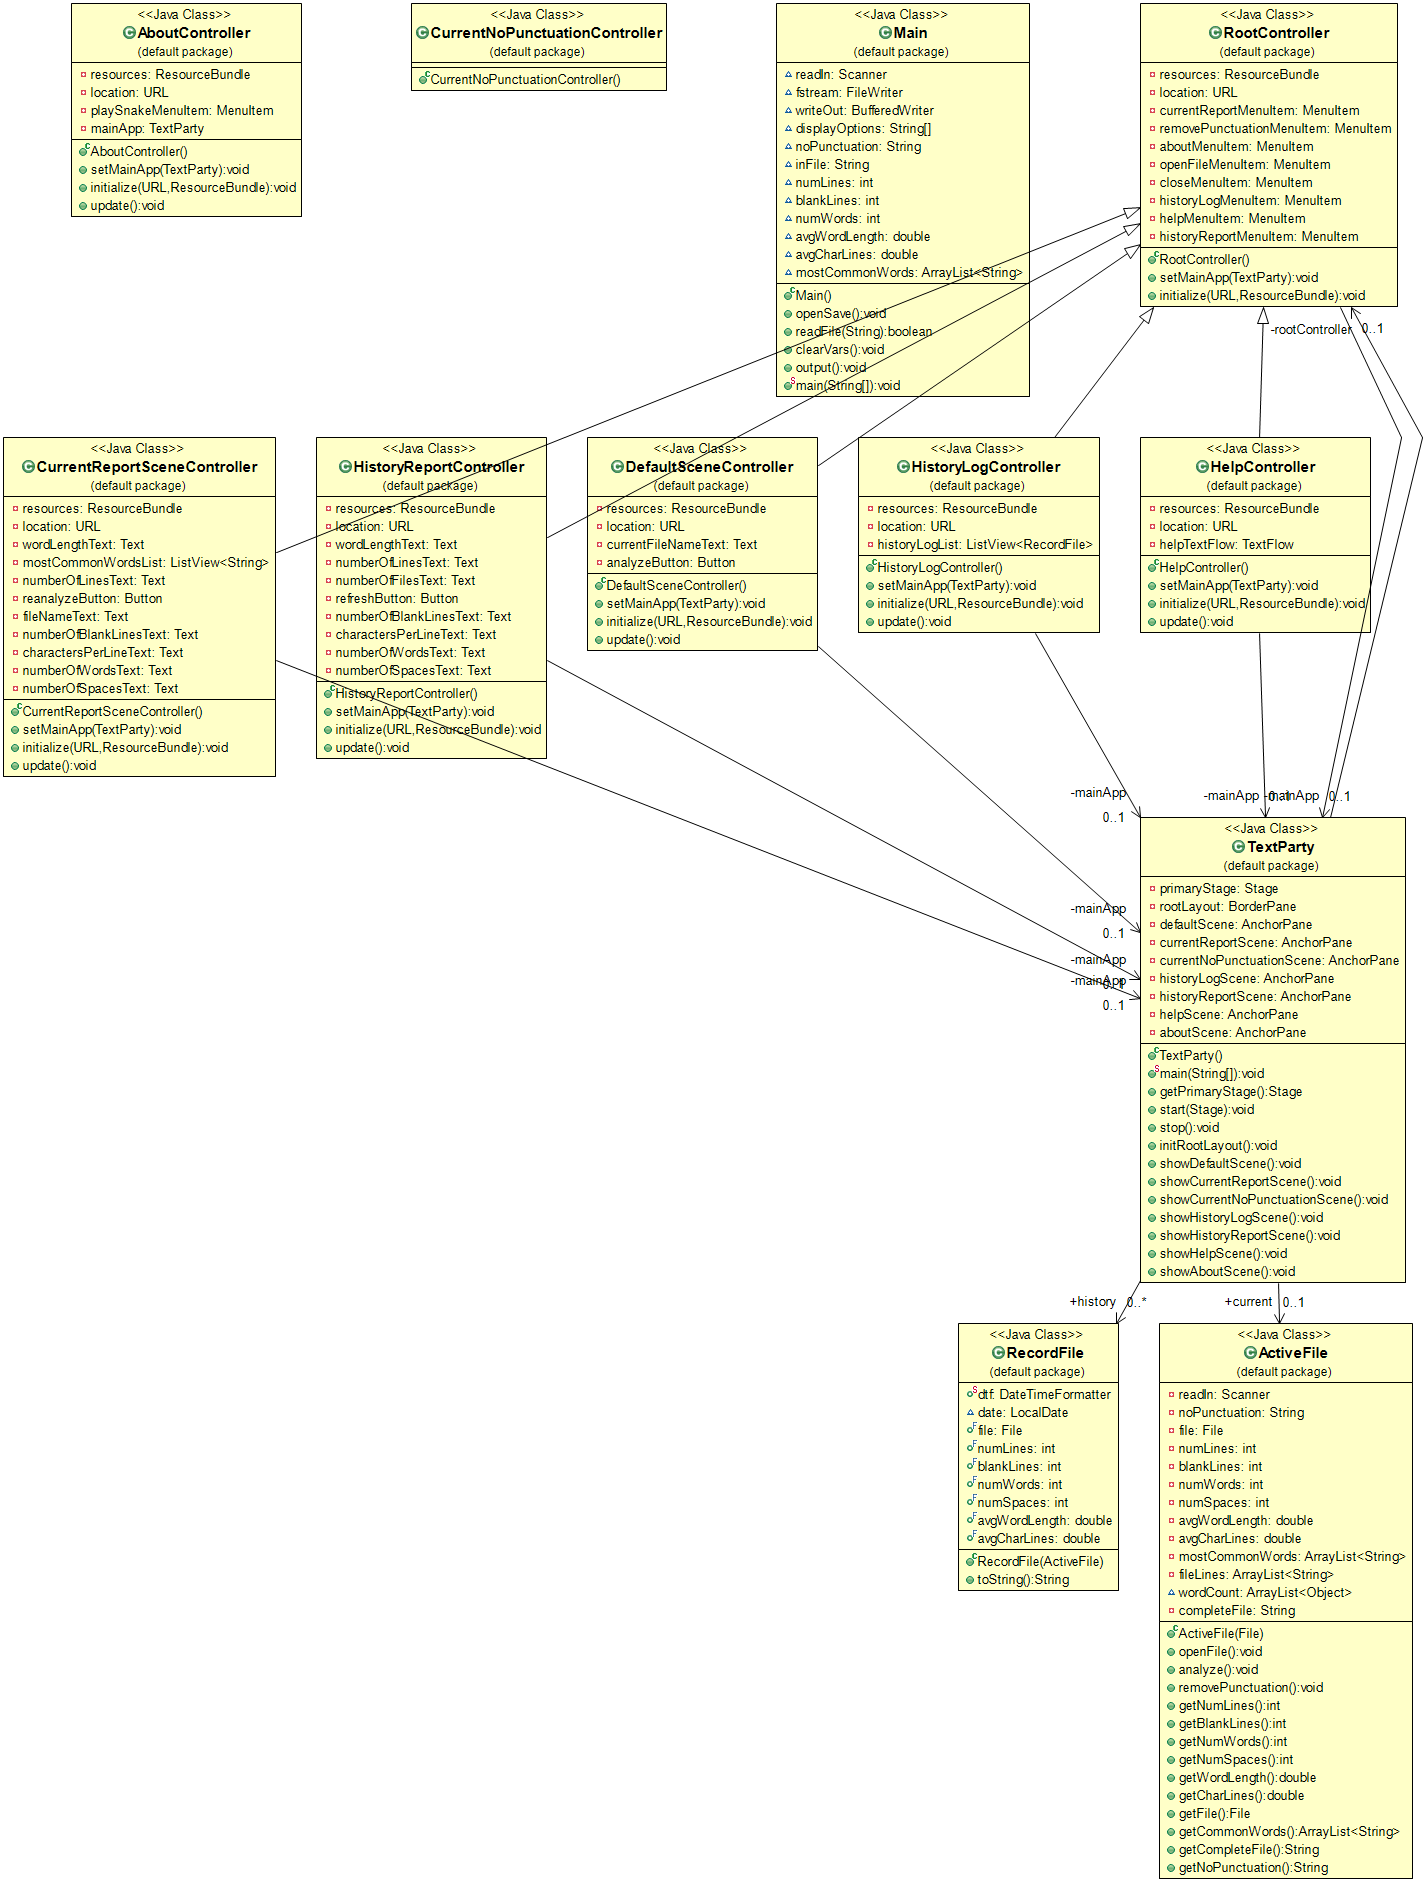 <<Java Class>>
AboutController
(default package)
resources: ResourceBundle
location: URL
playSnakeMenuItem: MenuItem
mainApp: TextParty
AboutController()
setMainApp(TextParty):void
initialize(URL,ResourceBundle):void
update():void
<<Java Class>>
CurrentNoPunctuationController
(default package)
CurrentNoPunctuationController()
<<Java Class>>
Main
(default package)
readIn: Scanner
fstream: FileWriter
writeOut: BufferedWriter
displayOptions: String[]
noPunctuation: String
inFile: String
numLines: int
blankLines: int
numWords: int
avgWordLength: double
avgCharLines: double
mostCommonWords: ArrayList<String>
Main()
openSave():void
readFile(String):boolean
clearVars():void
output():void
main(String[]):void
<<Java Class>>
RootController
(default package)
resources: ResourceBundle
location: URL
currentReportMenuItem: MenuItem
removePunctuationMenuItem: MenuItem
aboutMenuItem: MenuItem
openFileMenuItem: MenuItem
closeMenuItem: MenuItem
historyLogMenuItem: MenuItem
helpMenuItem: MenuItem
historyReportMenuItem: MenuItem
RootController()
setMainApp(TextParty):void
initialize(URL,ResourceBundle):void
-rootController
0..1
<<Java Class>>
CurrentReportSceneController
(default package)
resources: ResourceBundle
location: URL
wordLengthText: Text
mostCommonWordsList: ListView<String>
numberOfLinesText: Text
reanalyzeButton: Button
fileNameText: Text
numberOfBlankLinesText: Text
charactersPerLineText: Text
numberOfWordsText: Text
numberOfSpacesText: Text
CurrentReportSceneController()
setMainApp(TextParty):void
initialize(URL,ResourceBundle):void
update():void
<<Java Class>>
HistoryReportController
(default package)
resources: ResourceBundle
location: URL
wordLengthText: Text
numberOfLinesText: Text
numberOfFilesText: Text
refreshButton: Button
numberOfBlankLinesText: Text
charactersPerLineText: Text
numberOfWordsText: Text
numberOfSpacesText: Text
HistoryReportController()
setMainApp(TextParty):void
initialize(URL,ResourceBundle):void
update():void
<<Java Class>>
DefaultSceneController
(default package)
resources: ResourceBundle
location: URL
currentFileNameText: Text
analyzeButton: Button
DefaultSceneController()
setMainApp(TextParty):void
initialize(URL,ResourceBundle):void
update():void
<<Java Class>>
HistoryLogController
(default package)
resources: ResourceBundle
location: URL
historyLogList: ListView<RecordFile>
HistoryLogController()
setMainApp(TextParty):void
initialize(URL,ResourceBundle):void
update():void
<<Java Class>>
HelpController
(default package)
resources: ResourceBundle
location: URL
helpTextFlow: TextFlow
HelpController()
setMainApp(TextParty):void
initialize(URL,ResourceBundle):void
update():void
-mainApp
0..1
-mainApp
0..1
-mainApp
0..1
-mainApp
0..1
-mainApp
0..1
-mainApp
0..1
<<Java Class>>
TextParty
(default package)
primaryStage: Stage
rootLayout: BorderPane
defaultScene: AnchorPane
currentReportScene: AnchorPane
currentNoPunctuationScene: AnchorPane
historyLogScene: AnchorPane
historyReportScene: AnchorPane
helpScene: AnchorPane
aboutScene: AnchorPane
TextParty()
main(String[]):void
getPrimaryStage():Stage
start(Stage):void
stop():void
initRootLayout():void
showDefaultScene():void
showCurrentReportScene():void
showCurrentNoPunctuationScene():void
showHistoryLogScene():void
showHistoryReportScene():void
showHelpScene():void
showAboutScene():void
+history
0..*
+current
0..1
<<Java Class>>
RecordFile
(default package)
dtf: DateTimeFormatter
date: LocalDate
file: File
numLines: int
blankLines: int
numWords: int
numSpaces: int
avgWordLength: double
avgCharLines: double
RecordFile(ActiveFile)
toString():String
<<Java Class>>
ActiveFile
(default package)
readIn: Scanner
noPunctuation: String
file: File
numLines: int
blankLines: int
numWords: int
numSpaces: int
avgWordLength: double
avgCharLines: double
mostCommonWords: ArrayList<String>
fileLines: ArrayList<String>
wordCount: ArrayList<Object>
completeFile: String
ActiveFile(File)
openFile():void
analyze():void
removePunctuation():void
getNumLines():int
getBlankLines():int
getNumWords():int
getNumSpaces():int
getWordLength():double
getCharLines():double
getFile():File
getCommonWords():ArrayList<String>
getCompleteFile():String
getNoPunctuation():String